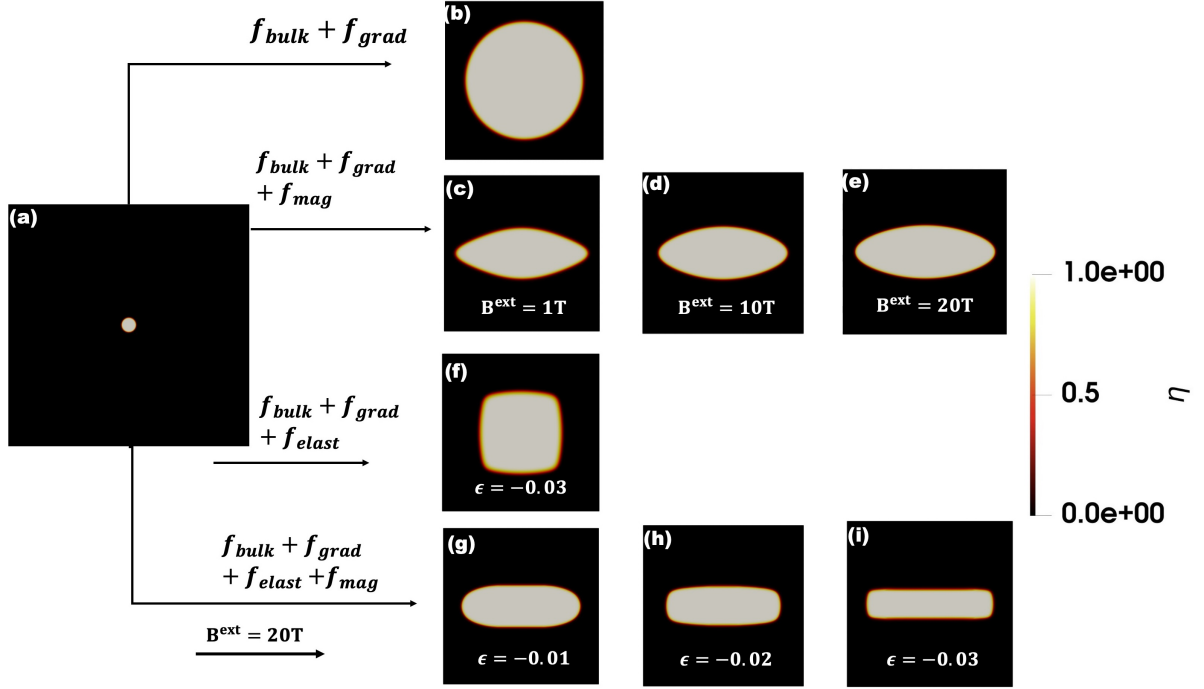 (b)
f_bulk + f_grad
f_bulk + f_grad
+ f_mag
(c)
(d)
(e)
(a)
B^ext = 1T
B^ext = 10T
B^ext = 20T
1.0e+00
0.5
0.0e+00
η
(f)
f_bulk + f_grad
+ f_elast
ϵ = −0.03
f_bulk + f_grad
+ f_elast +f_mag
(g)
(h)
(i)
B^ext = 20T
ϵ = −0.01
ϵ = −0.02
ϵ = −0.03